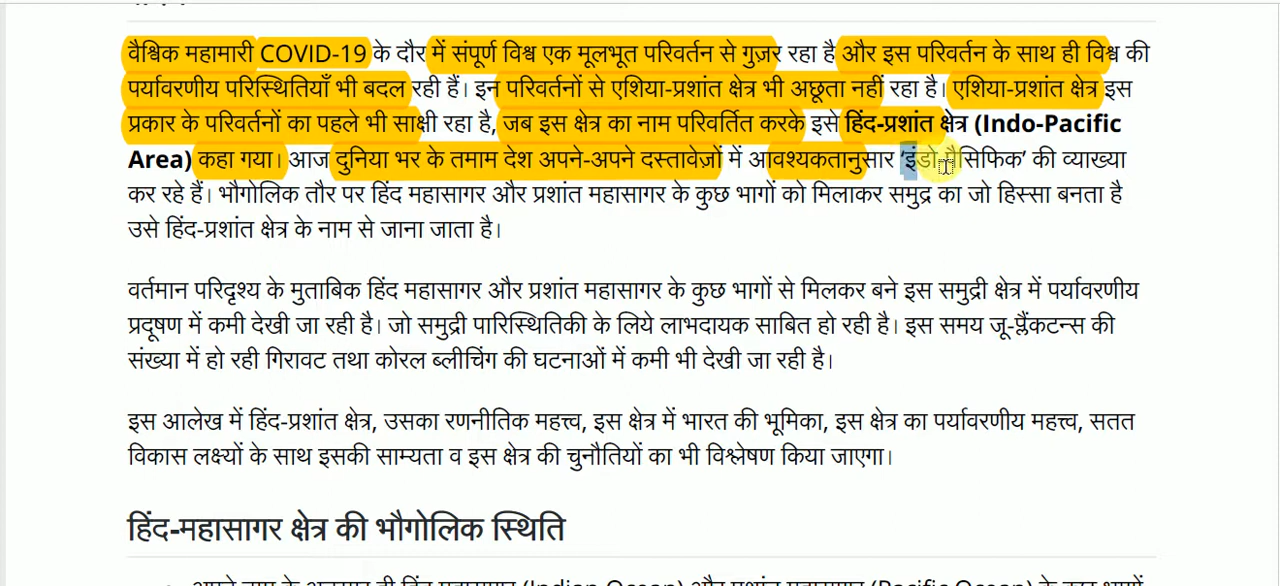 वैश्विक महामारी COVID-19 के दौर में संपूर्ण विश्व एक मूलभूत परिवर्तन से गुज़र रहा है और इस परिवर्तन के साथ ही विश्व की
पर्यावरणीय परिस्थितियाँ भी बदल रही हैं। इन परिवर्तनों से एशिया-प्रशांत क्षेत्र भी अछूता नहीं रहा है। एशिया-प्रशांत क्षेत्र इस
प्रकार के परिवर्तनों का पहले भी साक्षी रहा है, जब इस क्षेत्र का नाम परिवर्तित करके इसे हिंद-प्रशांत क्षेत्र (Indo-Pacific
Area) कहा गया। आज दुनिया भर के तमाम देश अपने-अपने दस्तावेज़ों में आवश्यकतानुसार ‘इंडो-पैसिफिक’ की व्याख्या
कर रहे हैं। भौगोलिक तौर पर हिंद महासागर और प्रशांत महासागर के कुछ भागों को मिलाकर समुद्र का जो हिस्सा बनता है
उसे हिंद-प्रशांत क्षेत्र के नाम से जाना जाता है।
वर्तमान परिदृश्य के मुताबिक हिंद महासागर और प्रशांत महासागर के कुछ भागों से मिलकर बने इस समुद्री क्षेत्र में पर्यावरणीय
प्रदूषण में कमी देखी जा रही है। जो समुद्री पारिस्थितिकी के लिये लाभदायक साबित हो रही है। इस समय जू-प्लैंकटन्स की
संख्या में हो रही गिरावट तथा कोरल ब्लीचिंग की घटनाओं में कमी भी देखी जा रही है।
इस आलेख में हिंद-प्रशांत क्षेत्र, उसका रणनीतिक महत्त्व, इस क्षेत्र में भारत की भूमिका, इस क्षेत्र का पर्यावरणीय महत्त्व, सतत
विकास लक्ष्यों के साथ इसकी साम्यता व इस क्षेत्र की चुनौतियों का भी विश्लेषण किया जाएगा।
हिंद-महासागर क्षेत्र की भौगोलिक स्थिति